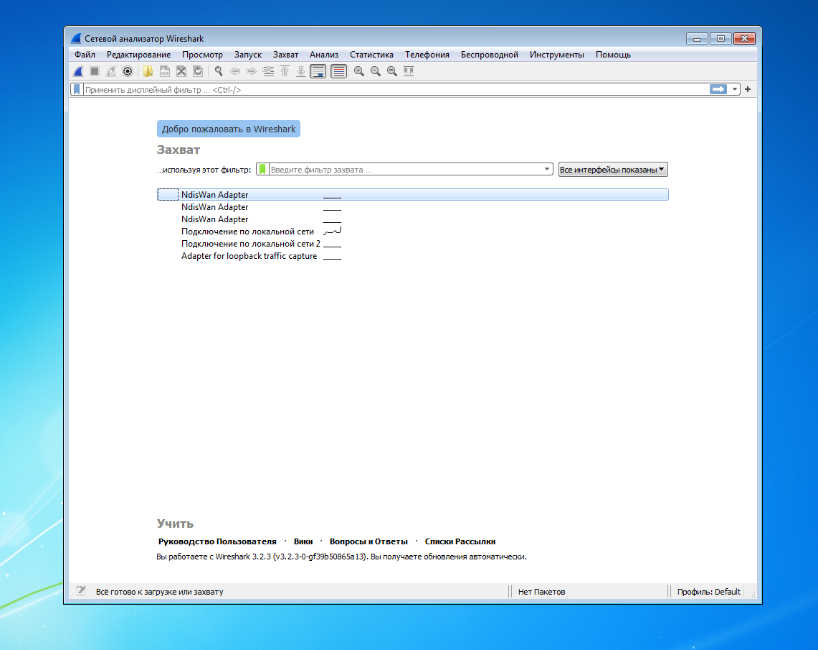 Сетевой анализатор Wireshark
Файл Редактирование Просмотр Запуск Захват Анализ Статистика Телефония Беспроводной Инструменты Помощь
Применить дисплейный фильтр ... <Ctrl-/>
Добро пожаловать в Wireshark
Захват
...используя этот фильтр: Введите фильтр захвата ... Все интерфейсы показаны
NdisWan Adapter
NdisWan Adapter
NdisWan Adapter
Подключение по локальной сети
Подключение по локальной сети 2
Adapter for loopback traffic capture
Учить
Руководство Пользователя · Вики · Вопросы и Ответы · Списки Рассылки
Вы работаете с Wireshark 3.2.3 (v3.2.3-0-gf39b50865a13). Вы получаете обновления автоматически.
Всё готово к загрузке или захвату Нет Пакетов Профиль: Default